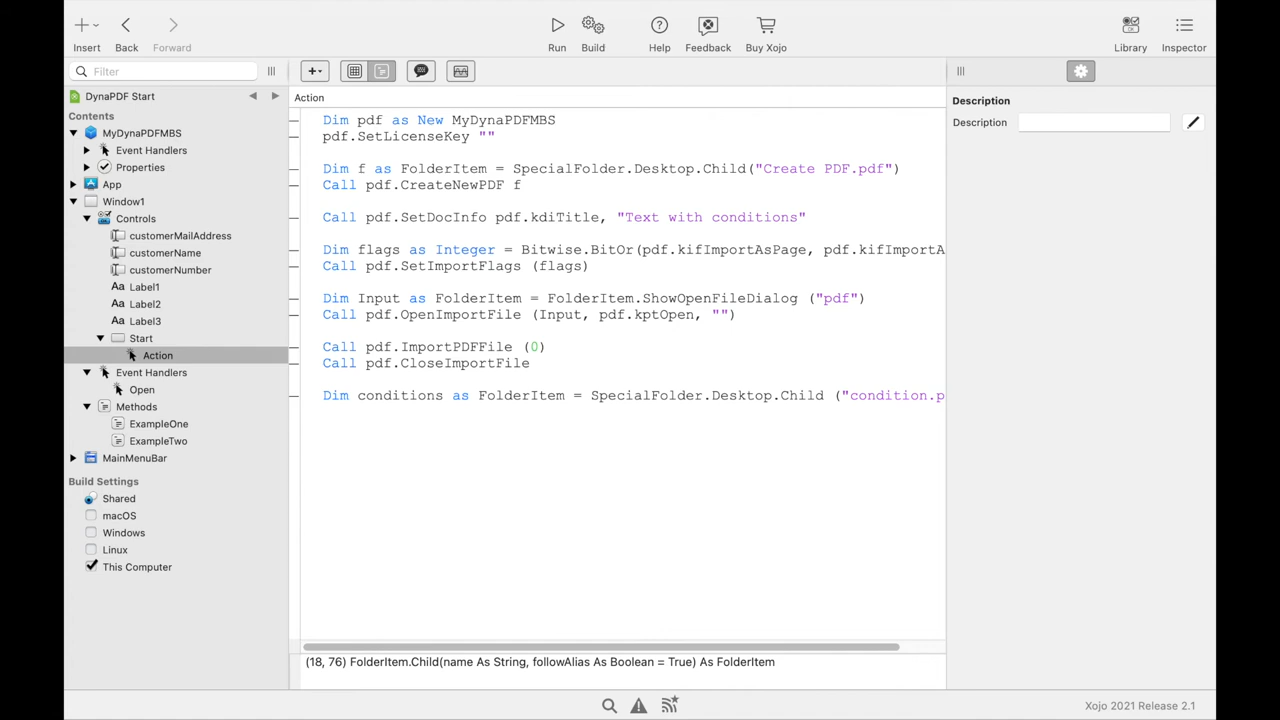 Insert
Back
Forward
Run
Build
Help
Feedback
Buy Xojo
Library
Inspector
Filter
DynaPDF Start
Contents
MyDynaPDFMBS
Event Handlers
Properties
App
Window1
Controls
customerMailAddress
customerName
customerNumber
Label1
Label2
Label3
Start
Action
Event Handlers
Open
Methods
ExampleOne
ExampleTwo
MainMenuBar
Build Settings
Shared
macOS
Windows
Linux
This Computer
Action
Dim pdf as New MyDynaPDFMBS
pdf.SetLicenseKey ""
Dim f as FolderItem = SpecialFolder.Desktop.Child("Create PDF.pdf")
Call pdf.CreateNewPDF f
Call pdf.SetDocInfo pdf.kdiTitle, "Text with conditions"
Dim flags as Integer = Bitwise.BitOr(pdf.kifImportAsPage, pdf.kifImportA
Call pdf.SetImportFlags (flags)
Dim Input as FolderItem = FolderItem.ShowOpenFileDialog ("pdf")
Call pdf.OpenImportFile (Input, pdf.kptOpen, "")
Call pdf.ImportPDFFile (0)
Call pdf.CloseImportFile
Dim conditions as FolderItem = SpecialFolder.Desktop.Child ("condition.p
(18, 76) FolderItem.Child(name As String, followAlias As Boolean = True) As FolderItem
Description
Description
Xojo 2021 Release 2.1